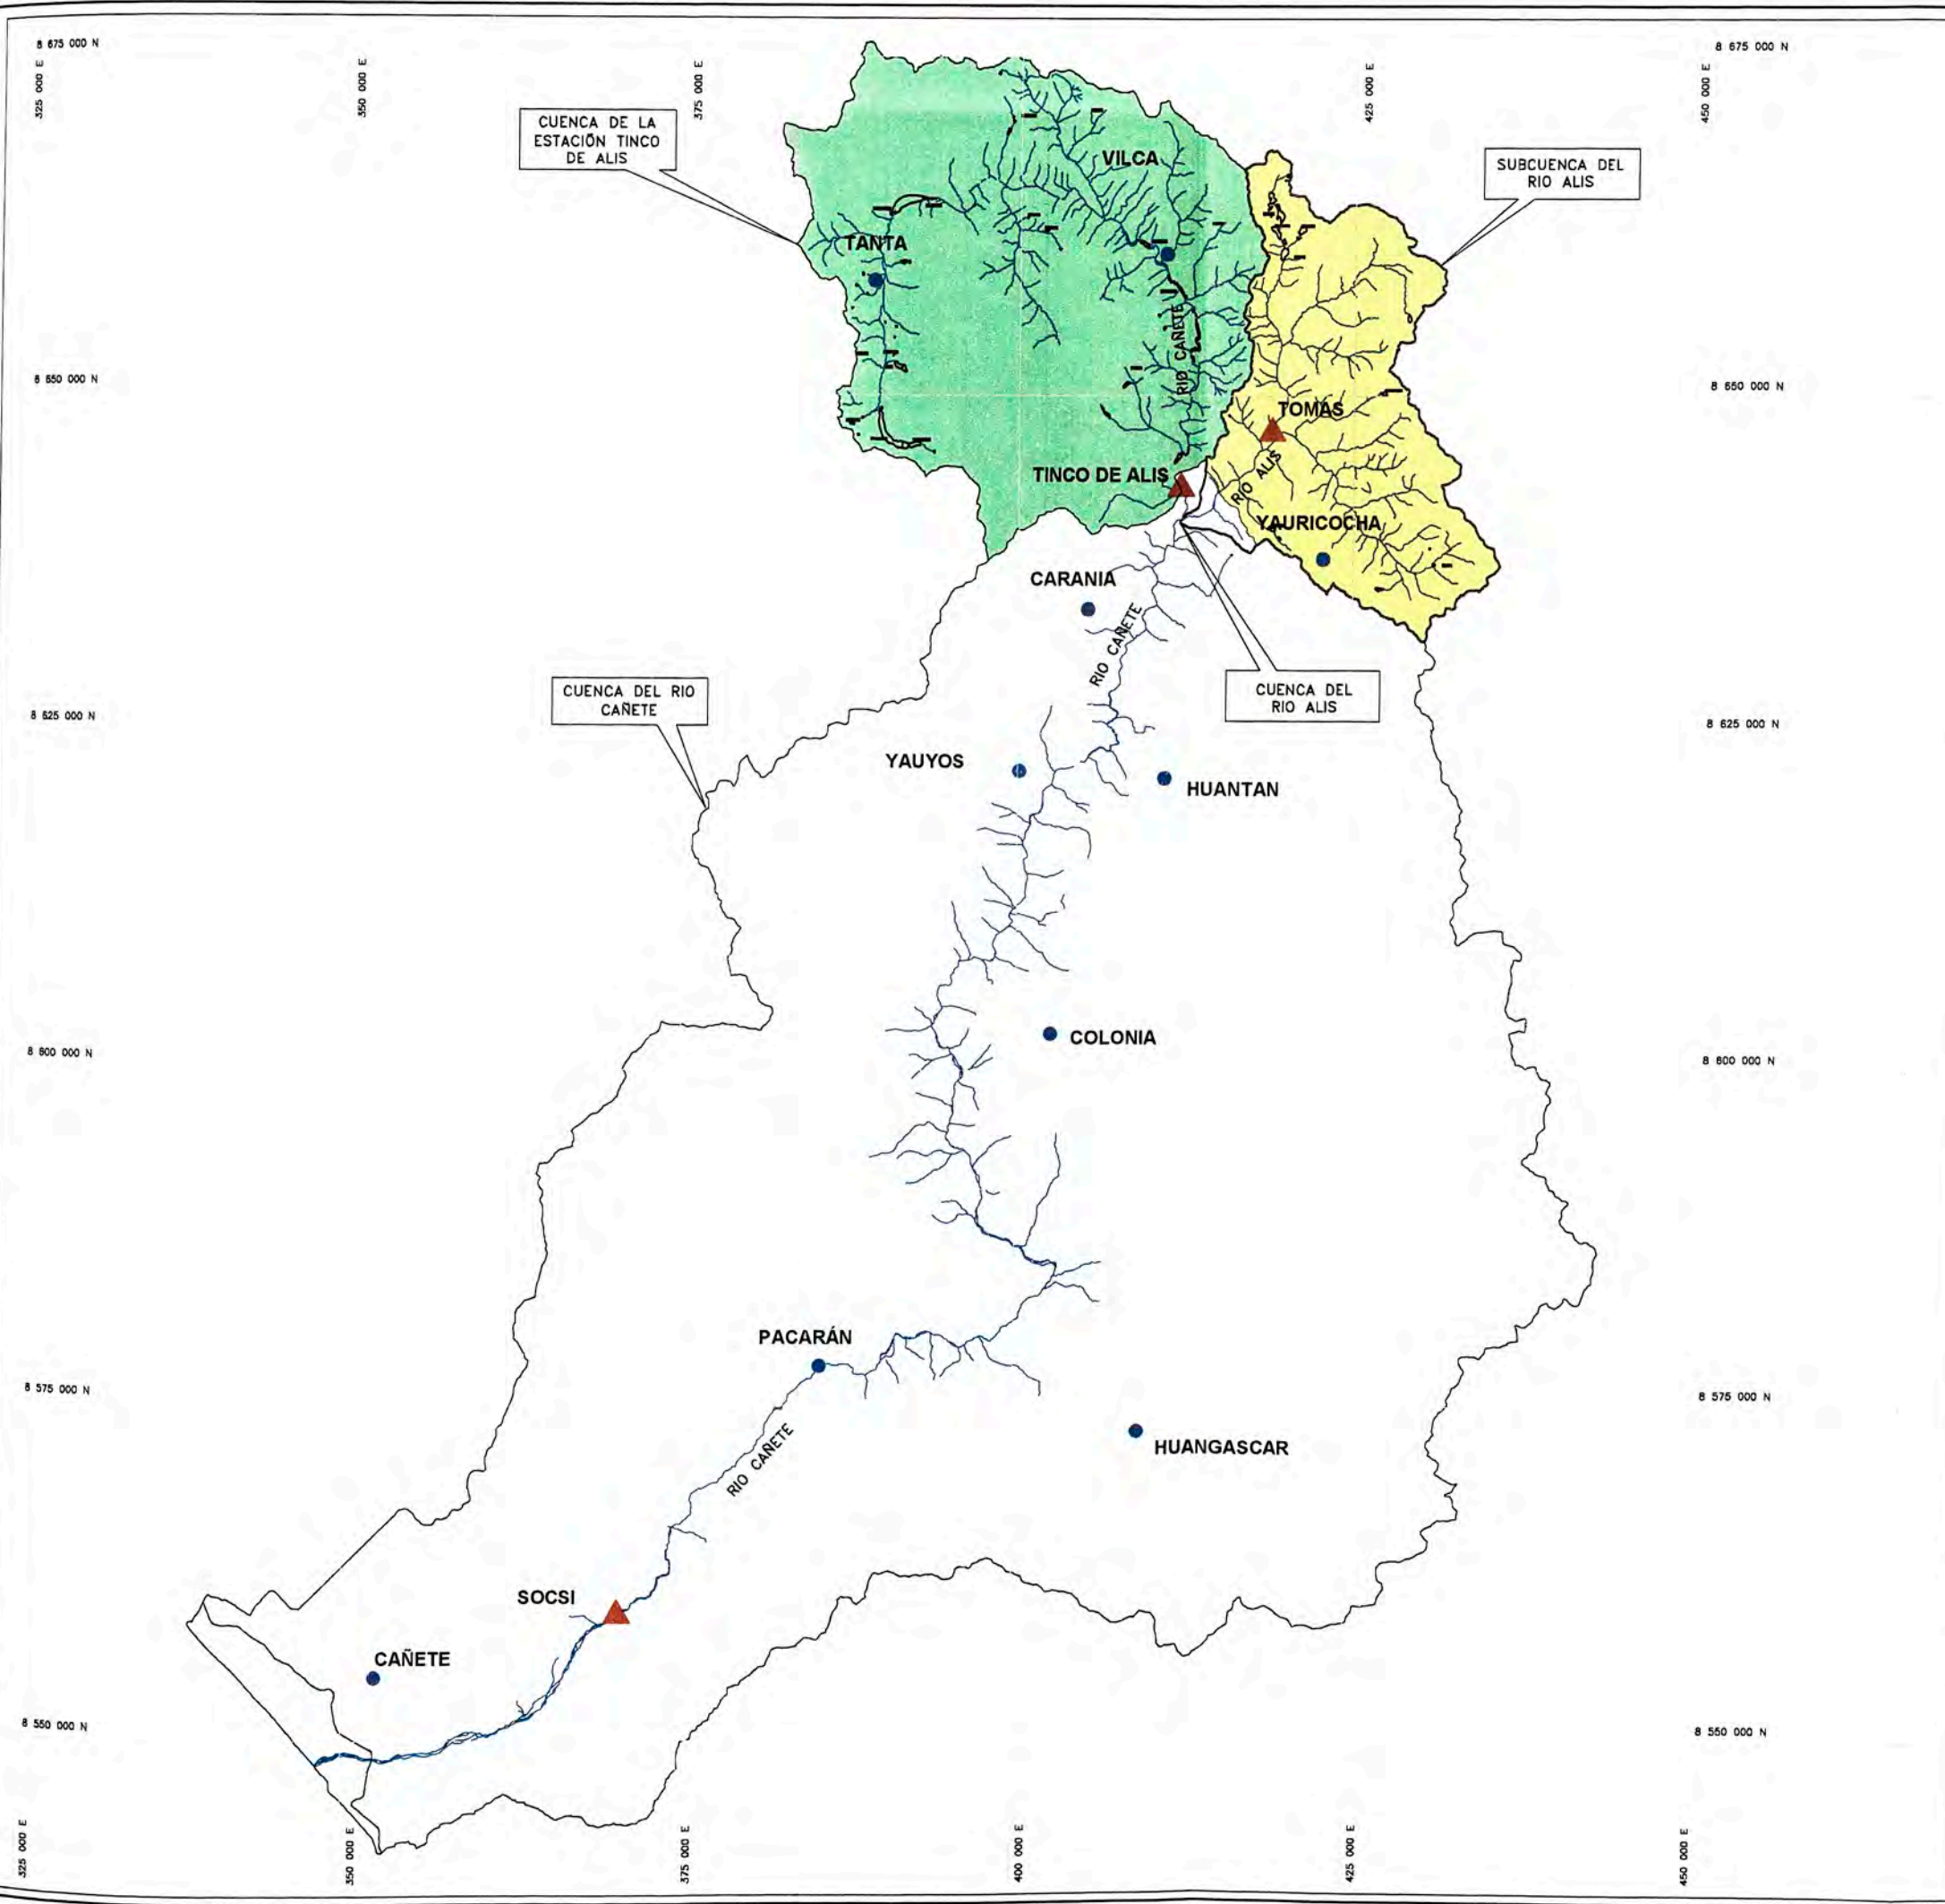 8 675 000 N
8 675 000 N
325 000 E
350 000 E
375 000 E
425 000 E
450 000 E
CUENCA DE LA
ESTACIÓN TINCO
DE ALIS
VILCA
SUBCUENCA DEL
RIO ALIS
TANTA
RIO CAÑETE
8 650 000 N
8 650 000 N
TOMAS
TINCO DE ALIS
RIO ALIS
YAURICOCHA
CARANIA
RIO CAÑETE
CUENCA DEL RIO
CAÑETE
CUENCA DEL
RIO ALIS
8 625 000 N
8 625 000 N
YAUYOS
HUANTAN
COLONIA
8 600 000 N
8 600 000 N
PACARÁN
8 575 000 N
8 575 000 N
HUANGASCAR
RIO CAÑETE
SOCSI
CAÑETE
8 550 000 N
8 550 000 N
325 000 E
350 000 E
375 000 E
400 000 E
425 000 E
450 000 E